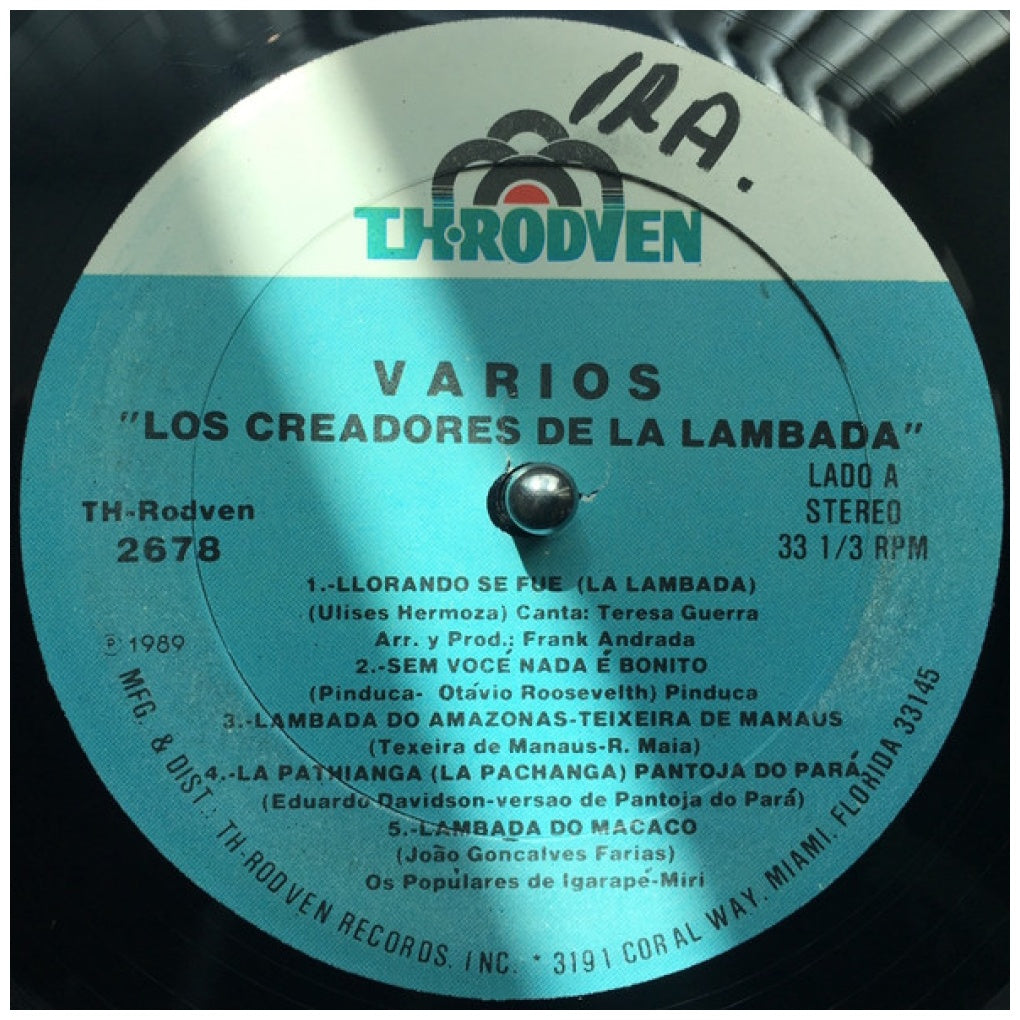 IRA.
TH-RODVEN
VARIOS
"LOS CREADORES DE LA LAMBADA"
LADO A
STEREO
33 1/3 RPM
TH-Rodven
2678
1.-LLORANDO SE FUE (LA LAMBADA)
(Ulises Hermoza) Canta: Teresa Guerra
Arr. y Prod.: Frank Andrada
℗ 1989
2.-SEM VOCÉ NADA É BONITO
(Pinduca- Otávio Roosevelth) Pinduca
3.-LAMBADA DO AMAZONAS-TEIXEIRA DE MANAUS
(Texeira de Manaus-R. Maia)
4.-LA PATHIANGA (LA PACHANGA) PANTOJA DO PARÁ
(Eduardo Davidson-versao de Pantoja do Pará)
5.-LAMBADA DO MACACO
(João Goncalves Farias)
Os Populares de Igarapé-Miri
MFG. & DIST.: TH-RODVEN RECORDS, INC. * 3191 CORAL WAY, MIAMI, FLORIDA 33145